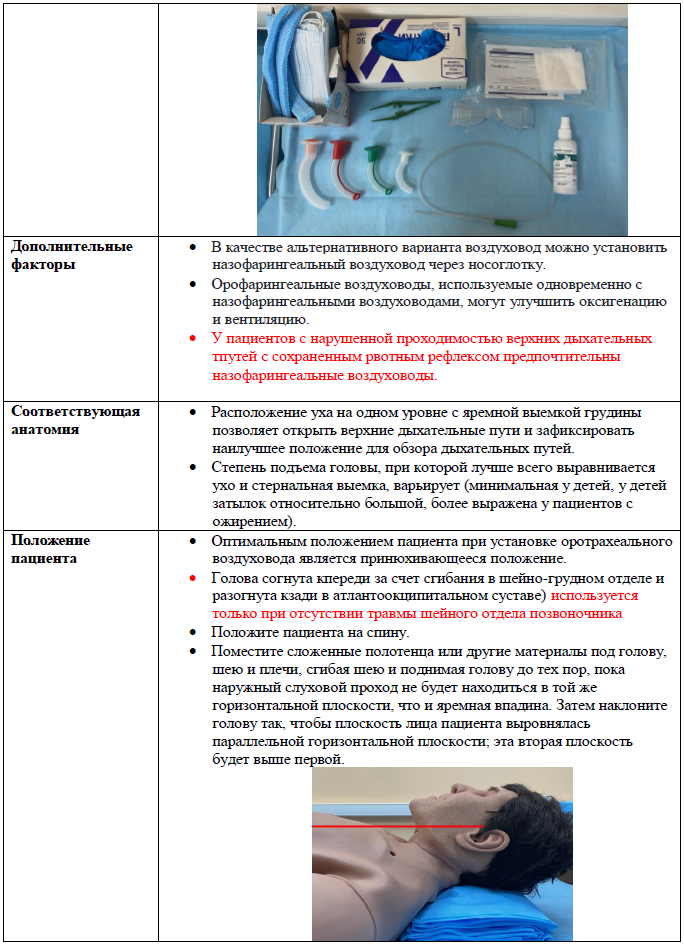 50
L
Дополнительные
факторы
• В качестве альтернативного варианта воздуховод можно установить
назофарингеальный воздуховод через носоглотку.
• Орофарингеальные воздуховоды, используемые одновременно с
назофарингеальными воздуховодами, могут улучшить оксигенацию
и вентиляцию.
• У пациентов с нарушенной проходимостью верхних дыхательных
тпутей с сохраненным рвотным рефлексом предпочтительны
назофарингеальные воздуховоды.
Соответствующая
анатомия
• Расположение уха на одном уровне с яремной выемкой грудины
позволяет открыть верхние дыхательные пути и зафиксировать
наилучшее положение для обзора дыхательных путей.
• Степень подъема головы, при которой лучше всего выравнивается
ухо и стернальная выемка, варьирует (минимальная у детей, у детей
затылок относительно большой, более выражена у пациентов с
ожирением).
Положение
пациента
• Оптимальным положением пациента при установке оротрахеального
воздуховода является принюхивающееся положение.
• Голова согнута кпереди за счет сгибания в шейно-грудном отделе и
разогнута кзади в атлантоокципитальном суставе) используется
только при отсутствии травмы шейного отдела позвоночника
• Положите пациента на спину.
• Поместите сложенные полотенца или другие материалы под голову,
шею и плечи, сгибая шею и поднимая голову до тех пор, пока
наружный слуховой проход не будет находиться в той же
горизонтальной плоскости, что и яремная впадина. Затем наклоните
голову так, чтобы плоскость лица пациента выровнялась
параллельной горизонтальной плоскости; эта вторая плоскость
будет выше первой.